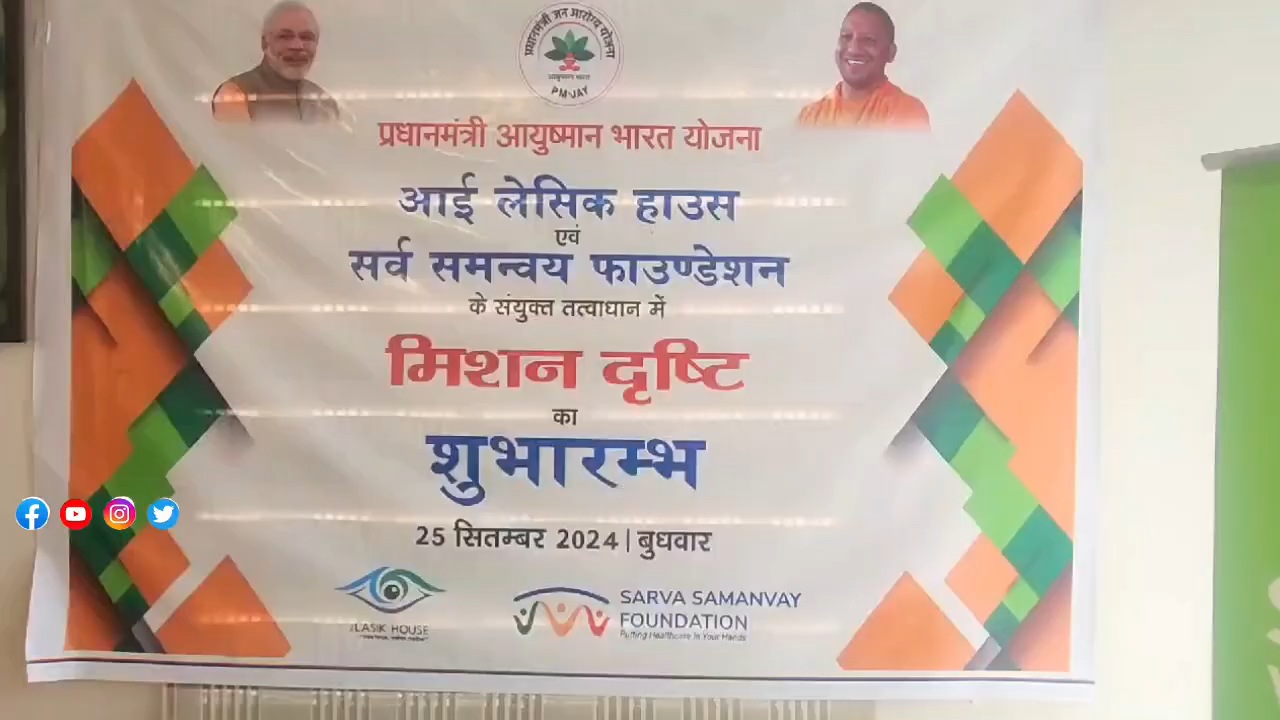 प्रधानमंत्री जन आरोग्य योजना
आयुष्मान भारत
PMJAY
प्रधानमंत्री आयुष्मान भारत योजना
आई लेसिक हाउस
एवं
सर्व समन्वय फाउण्डेशन
के संयुक्त तत्वाधान में
मिशन दृष्टि
का
शुभारम्भ
25 सितम्बर 2024 | बुधवार
LASIK HOUSE
SARVA SAMANVAY
FOUNDATION
Putting Healthcare In Your Hands